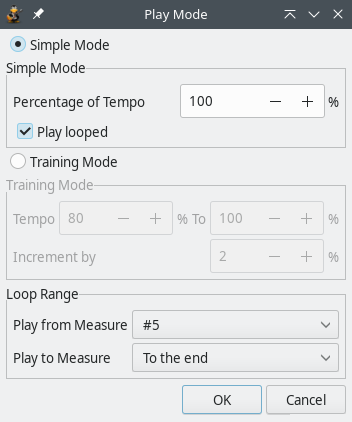 Play Mode
Simple Mode
Simple Mode
Percentage of Tempo 100 − + %
Play looped
Training Mode
Training Mode
Tempo 80 − + % To 100 − + %
Increment by 2 − + %
Loop Range
Play from Measure #5
Play to Measure To the end
OK Cancel